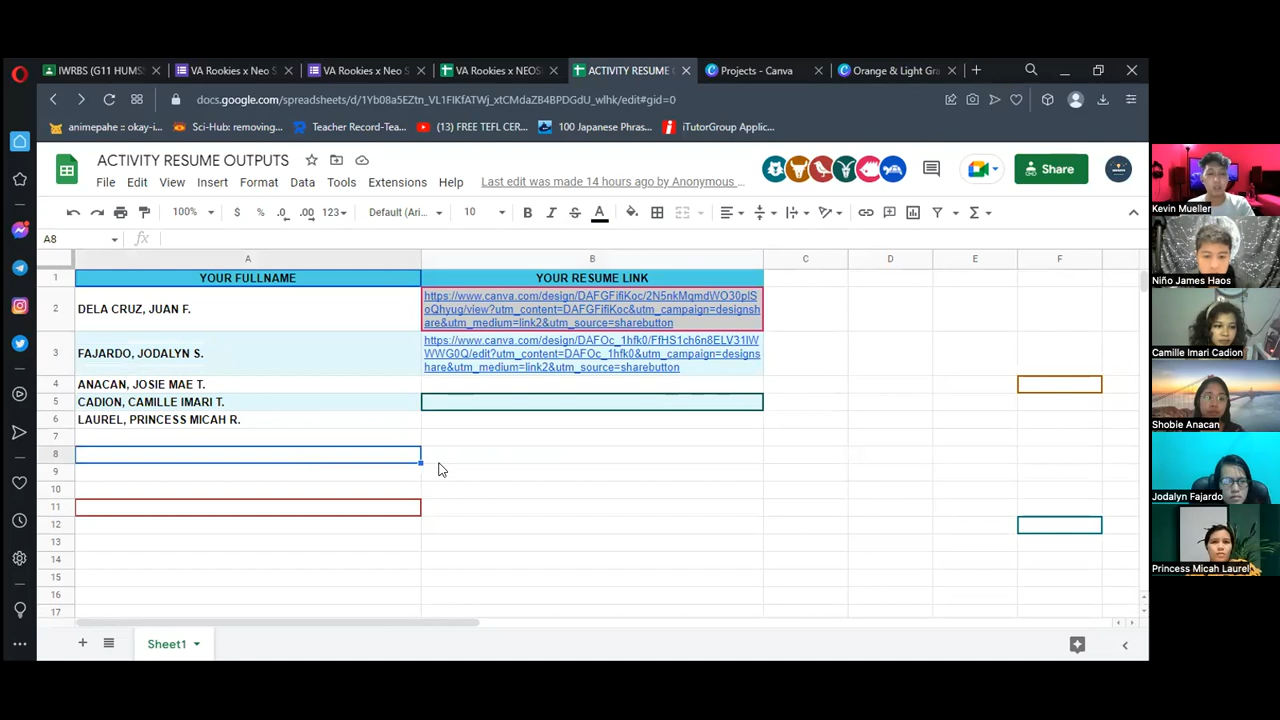 IWRBS (G11 HUMS
VA Rookies x Neo S
VA Rookies x Neo S
VA Rookies x NEOS
ACTIVITY RESUME O
Projects - Canva
Orange & Light Gra
docs.google.com/spreadsheets/d/1Yb08a5EZtn_VL1FIKfATWj_xtCMdaZB4BPDGdU_wlhk/edit#gid=0
animepahe :: okay-i...
Sci-Hub: removing...
Teacher Record-Tea...
(13) FREE TEFL CER...
100 Japanese Phras...
iTutorGroup Applic...
ACTIVITY RESUME OUTPUTS
File Edit View Insert Format Data Tools Extensions Help Last edit was made 14 hours ago by Anonymous ...
Share
100% $ % .0 .00 123 Default (Ari... 10 B I S A
A8 fx
A B C D E F
1 YOUR FULLNAME YOUR RESUME LINK
2 DELA CRUZ, JUAN F. https://www.canva.com/design/DAFGFifiKoc/2N5nkMqmdWO30plS
oQhyug/view?utm_content=DAFGFifiKoc&utm_campaign=designsh
are&utm_medium=link2&utm_source=sharebutton
3 FAJARDO, JODALYN S. https://www.canva.com/design/DAFOc_1hfk0/FfHS1ch6n8ELV31IW
WWG0Q/edit?utm_content=DAFOc_1hfk0&utm_campaign=designs
hare&utm_medium=link2&utm_source=sharebutton
4 ANACAN, JOSIE MAE T.
5 CADION, CAMILLE IMARI T.
6 LAUREL, PRINCESS MICAH R.
7
8
9
10
11
12
13
14
15
16
17
Sheet1
Kevin Mueller
Niño James Haos
Camille Imari Cadion
Shobie Anacan
Jodalyn Fajardo
Princess Micah Laurel